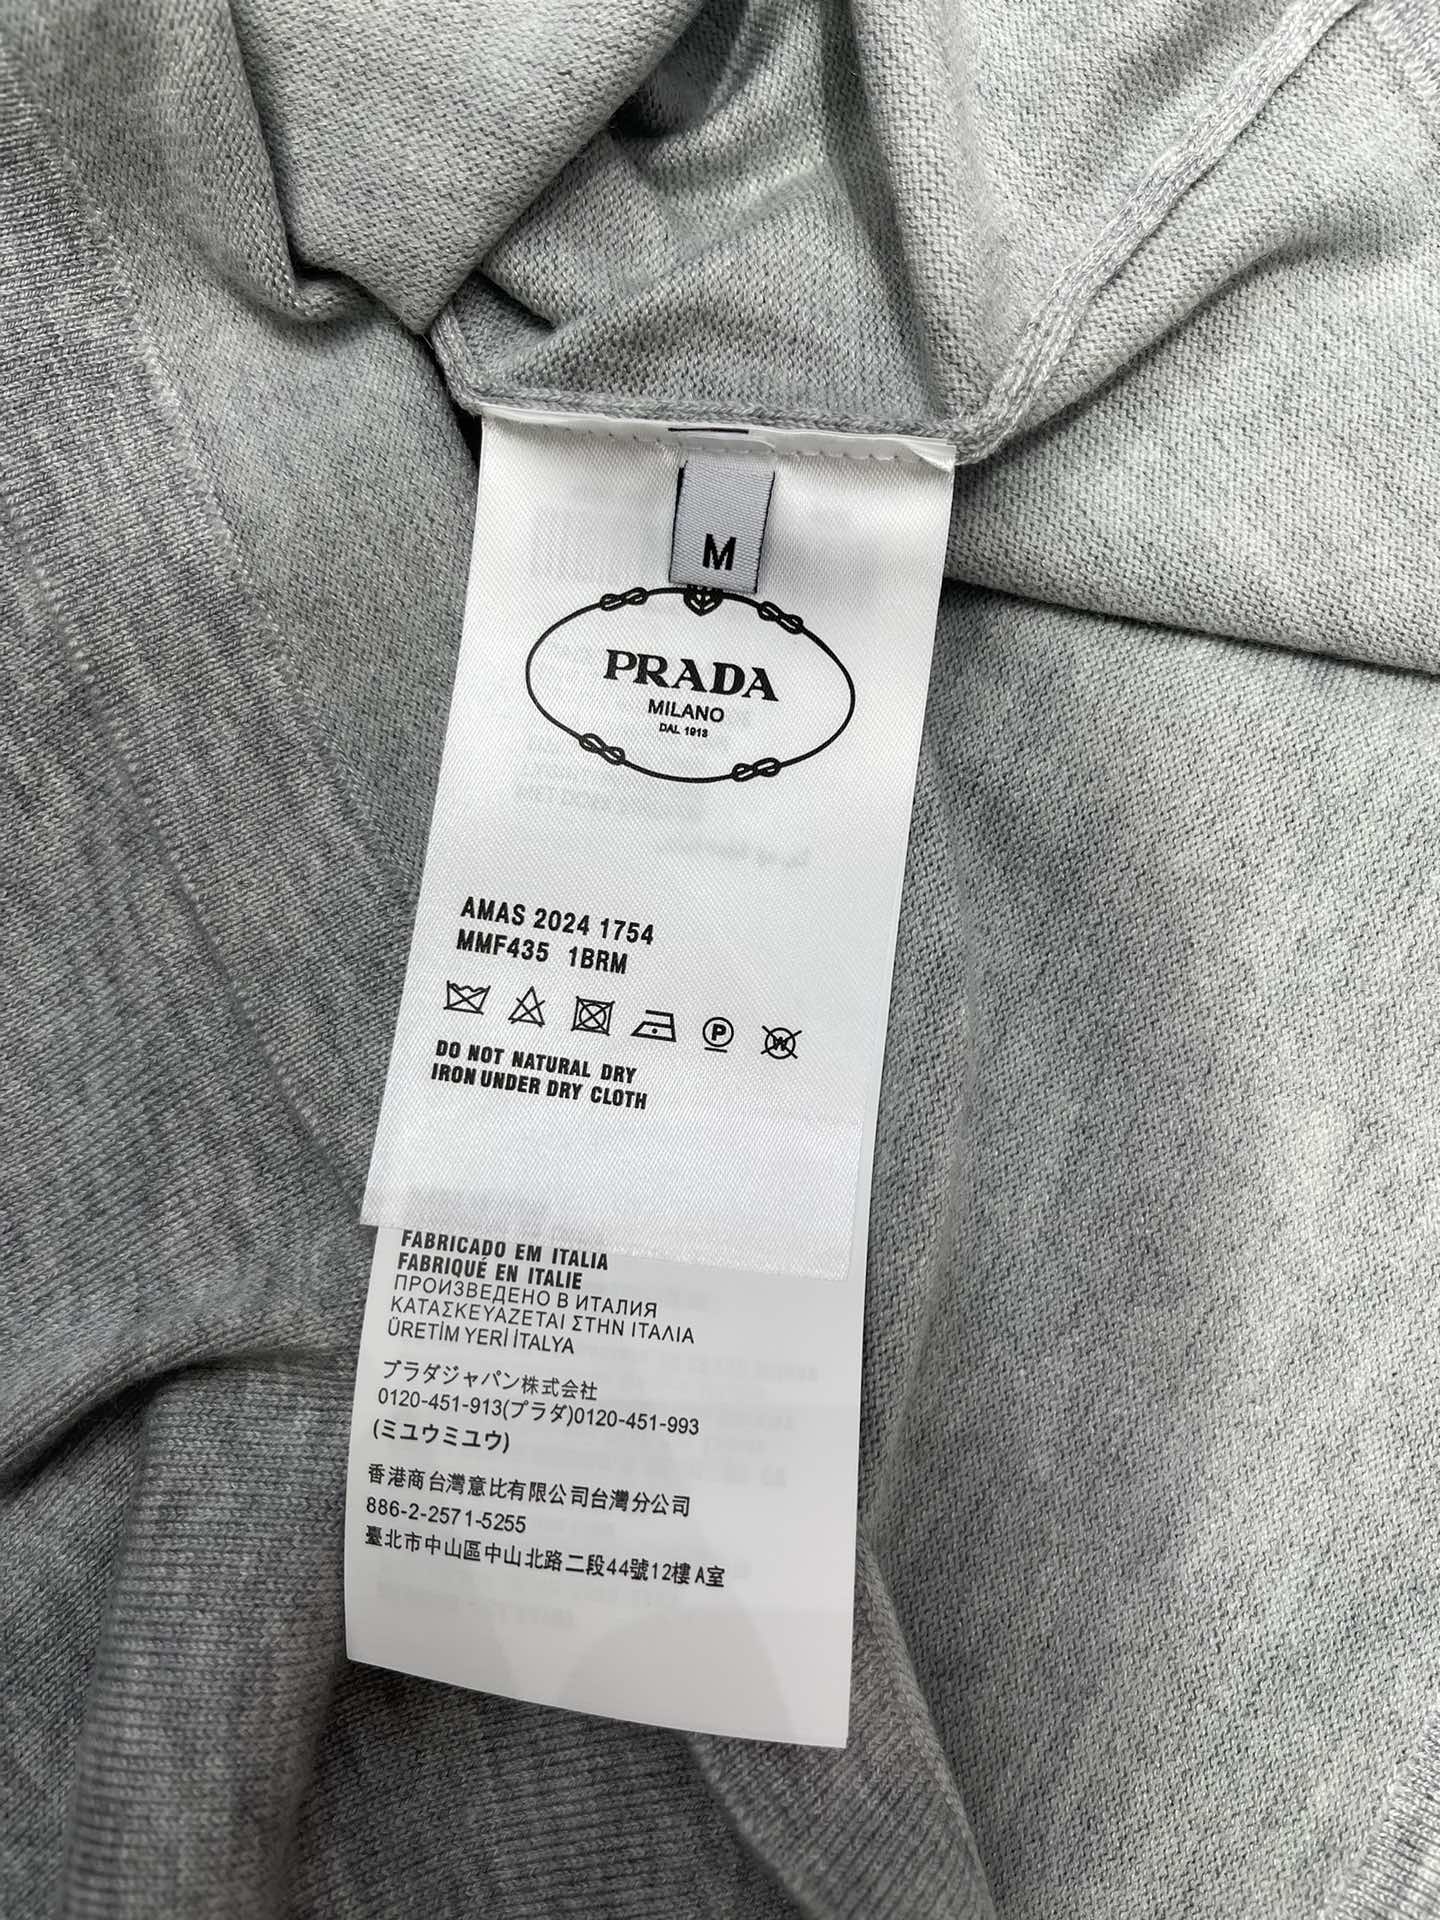 M
PRADA
MILANO
DAL 1913
AMAS 2024 1754
MMF435 1BRM
P
W
DO NOT NATURAL DRY
IRON UNDER DRY CLOTH
FABRICADO EM ITALIA
FABRIQUÉ EN ITALIE
ПРОИЗВЕДЕНО В ИТАЛИЯ
ΚΑΤΑΣΚΕΥΑΖΕΤΑΙ ΣΤΗΝ ΙΤΑΛΙΑ
ÜRETİM YERİ İTALYA
プラダジャパン株式会社
0120-451-913(プラダ)0120-451-993
(ミユウミユウ)
香港商台灣意比有限公司台灣分公司
886-2-2571-5255
臺北市中山區中山北路二段44號12樓A室